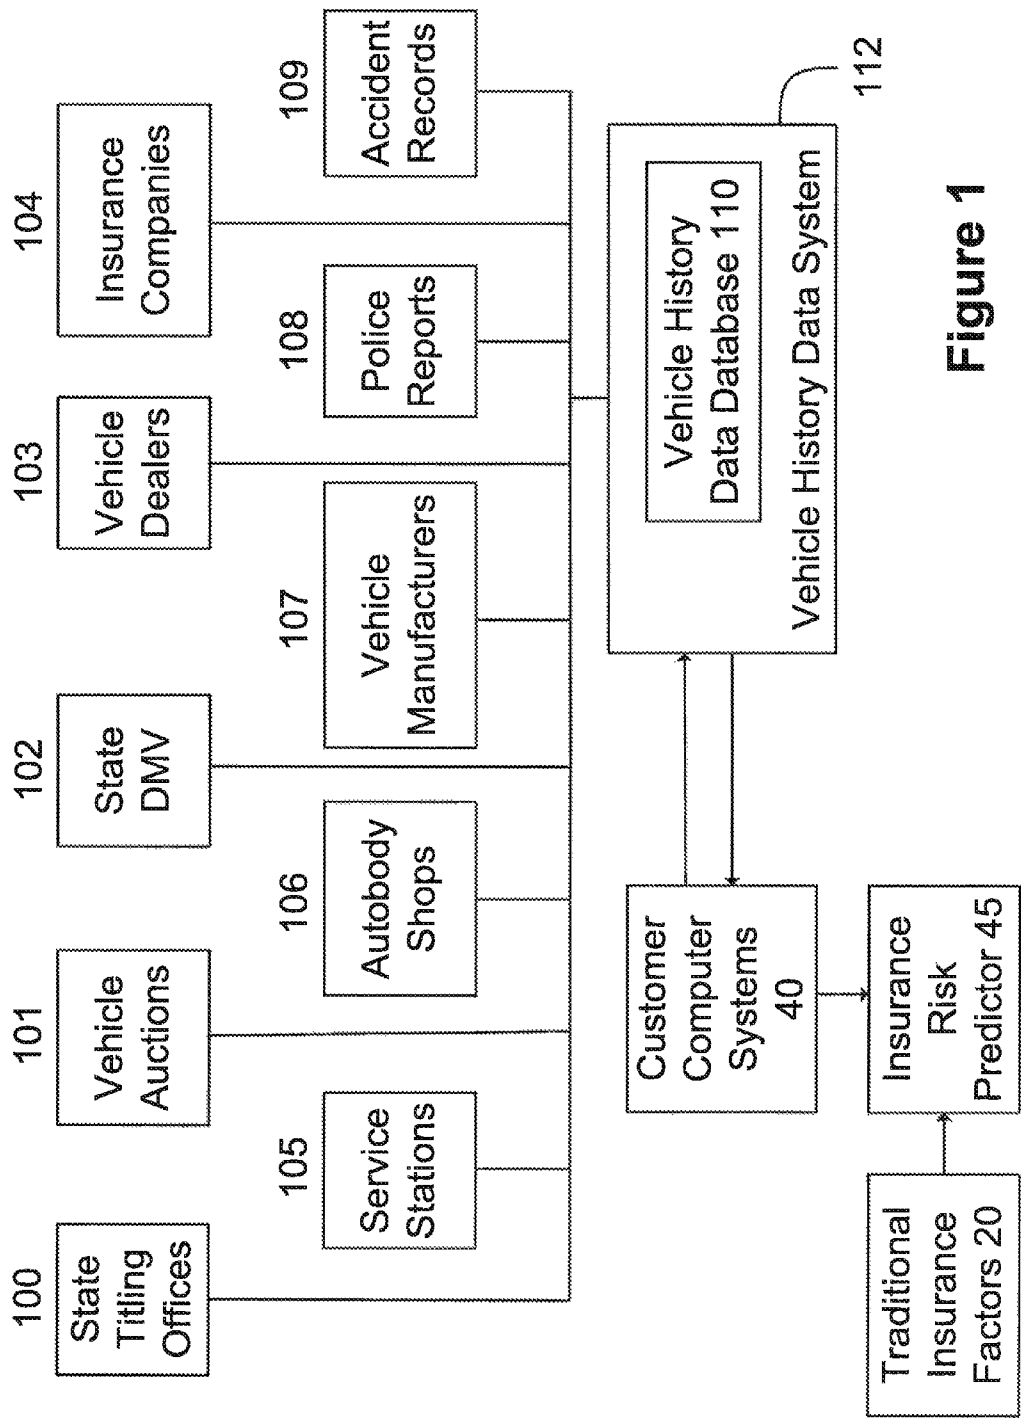 100
State
Titling
Offices
101
Vehicle
Auctions
102
State
DMV
103
Vehicle
Dealers
104
Insurance
Companies
105
Service
Stations
106
Autobody
Shops
107
Vehicle
Manufacturers
108
Police
Reports
109
Accident
Records
Customer
Computer
Systems
40
Vehicle History
Data Database 110
Vehicle History Data System
112
Traditional
Insurance
Factors 20
Insurance
Risk
Predictor 45
Figure 1